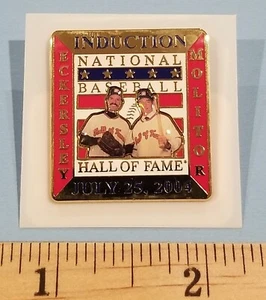 INDUCTION
ECKERSLEY
NATIONAL
BASEBALL
MOLITOR
HALL OF FAME®
JULY 25, 2004
1
2